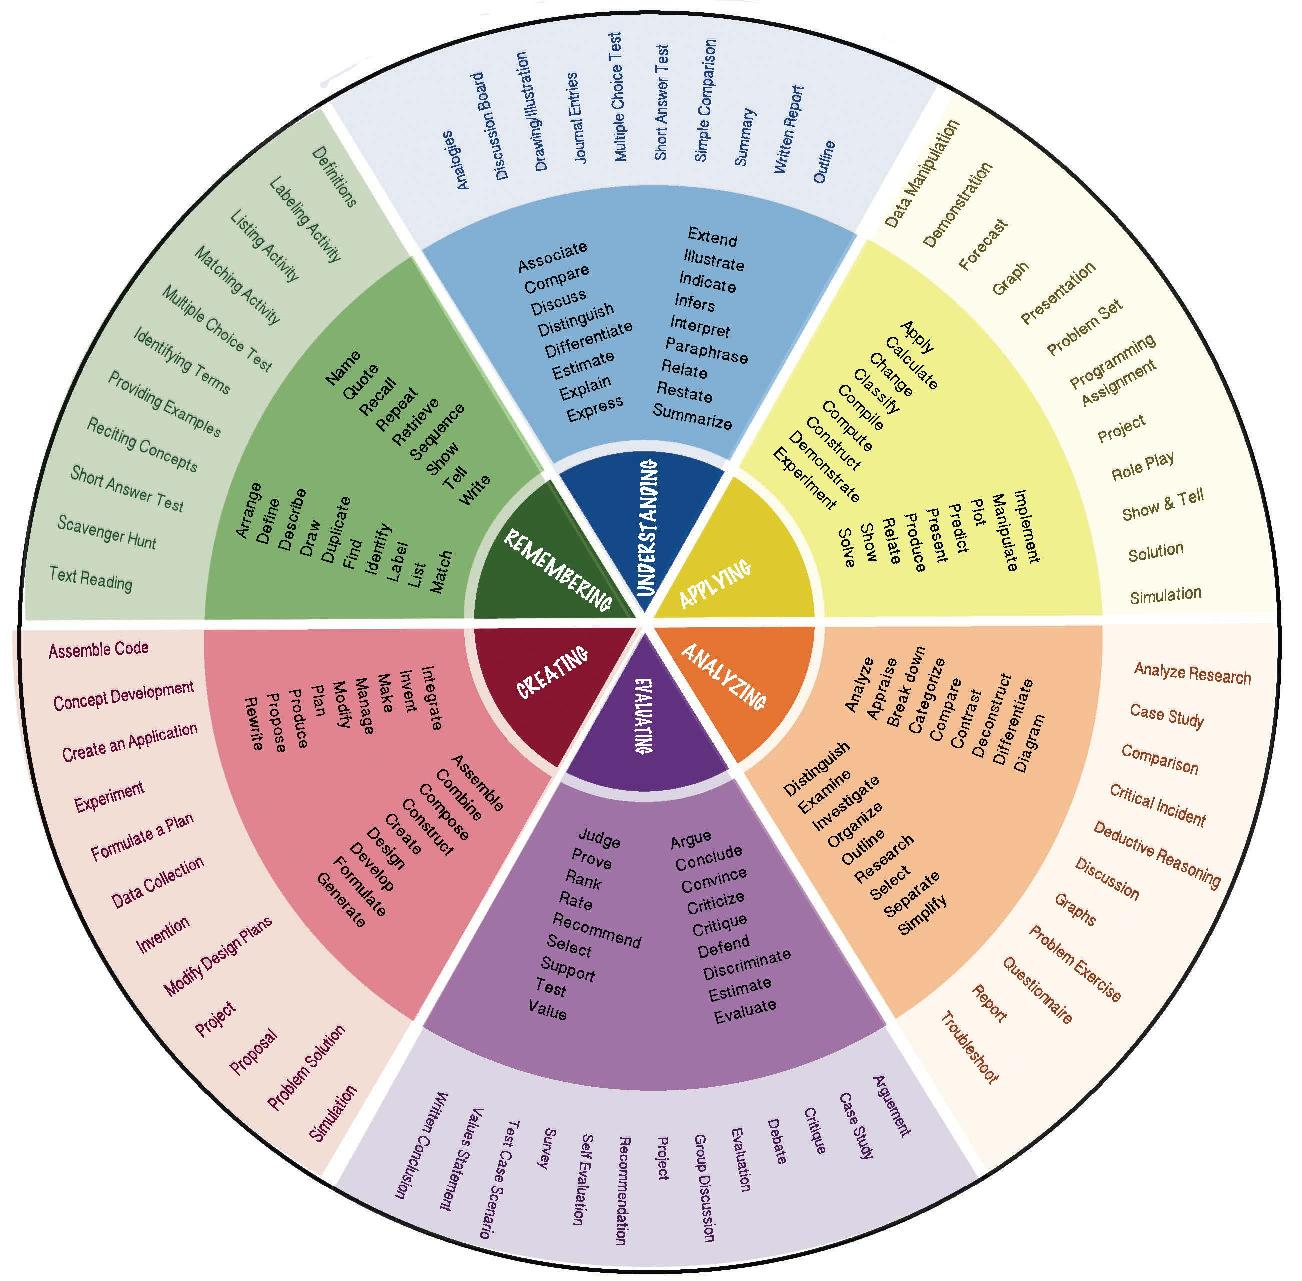 REMEMBERING
Name
Quote
Recall
Repeat
Retrieve
Sequence
Show
Tell
Write
Arrange
Define
Describe
Draw
Duplicate
Find
Identify
Label
List
Match
Definitions
Labeling Activity
Listing Activity
Matching Activity
Multiple Choice Test
Identifying Terms
Providing Examples
Reciting Concepts
Short Answer Test
Scavenger Hunt
Text Reading
UNDERSTANDING
Associate
Compare
Discuss
Distinguish
Differentiate
Estimate
Explain
Express
Extend
Illustrate
Indicate
Infers
Interpret
Paraphrase
Relate
Restate
Summarize
Analogies
Discussion Board
Drawing/Illustration
Journal Entries
Multiple Choice Test
Short Answer Test
Simple Comparison
Summary
Written Report
Outline
APPLYING
Apply
Calculate
Change
Classify
Compile
Compute
Construct
Demonstrate
Experiment
Implement
Manipulate
Plot
Predict
Present
Produce
Relate
Show
Solve
Data Manipulation
Demonstration
Forecast
Graph
Presentation
Problem Set
Programming
Assignment
Project
Role Play
Show & Tell
Solution
Simulation
ANALYZING
Analyze
Appraise
Break down
Categorize
Compare
Contrast
Deconstruct
Differentiate
Diagram
Distinguish
Examine
Investigate
Organize
Outline
Research
Select
Separate
Simplify
Analyze Research
Case Study
Comparison
Critical Incident
Deductive Reasoning
Discussion
Graphs
Problem Exercise
Questionnaire
Report
Troubleshoot
EVALUATING
Judge
Prove
Rank
Rate
Recommend
Select
Support
Test
Value
Argue
Conclude
Convince
Criticize
Critique
Defend
Discriminate
Estimate
Evaluate
Arguement
Case Study
Critique
Debate
Evaluation
Group Discussion
Project
Recommendation
Self Evaluation
Survey
Test Case Scenario
Values Statement
Written Conclusion
CREATING
Integrate
Invent
Make
Manage
Modify
Plan
Produce
Propose
Rewrite
Assemble
Combine
Compose
Construct
Create
Design
Develop
Formulate
Generate
Assemble Code
Concept Development
Create an Application
Experiment
Formulate a Plan
Data Collection
Invention
Modify Design Plans
Project
Proposal
Problem Solution
Simulation